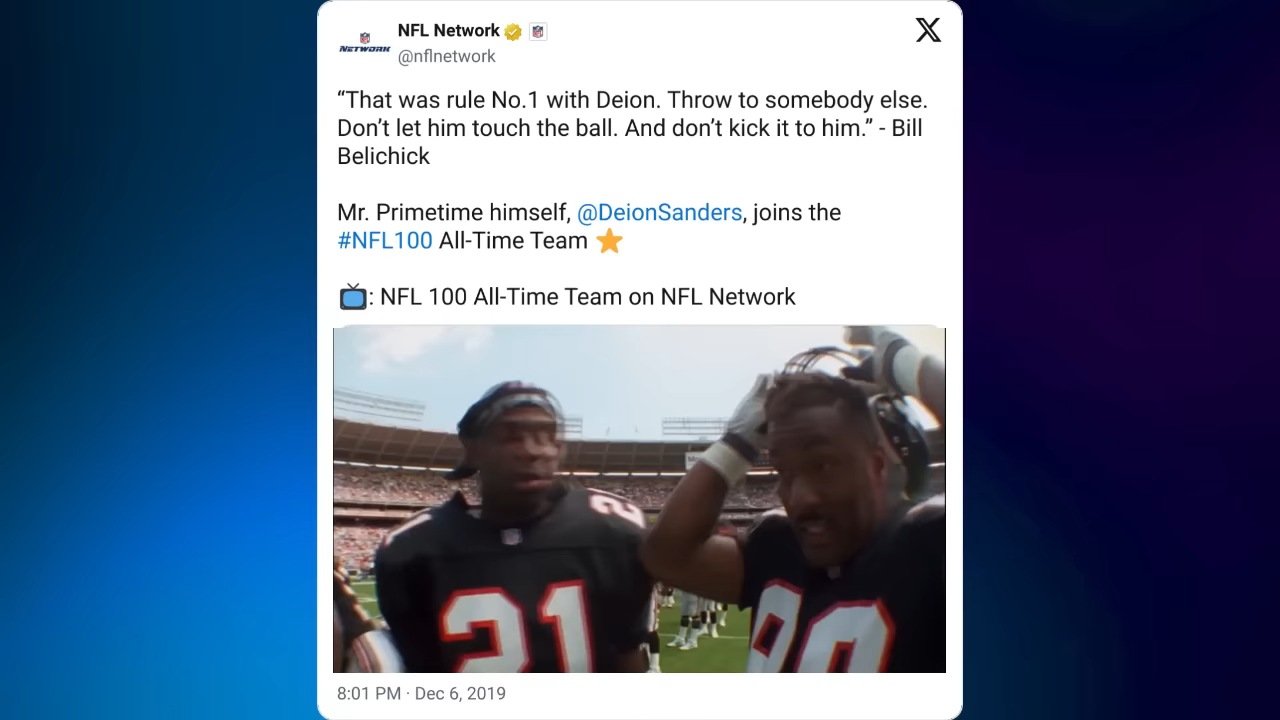 NFL Network
NETWORK
@nflnetwork
“That was rule No.1 with Deion. Throw to somebody else.
Don’t let him touch the ball. And don’t kick it to him.” - Bill
Belichick
Mr. Primetime himself, @DeionSanders, joins the
#NFL100 All-Time Team ⭐
📺: NFL 100 All-Time Team on NFL Network
21
8:01 PM · Dec 6, 2019